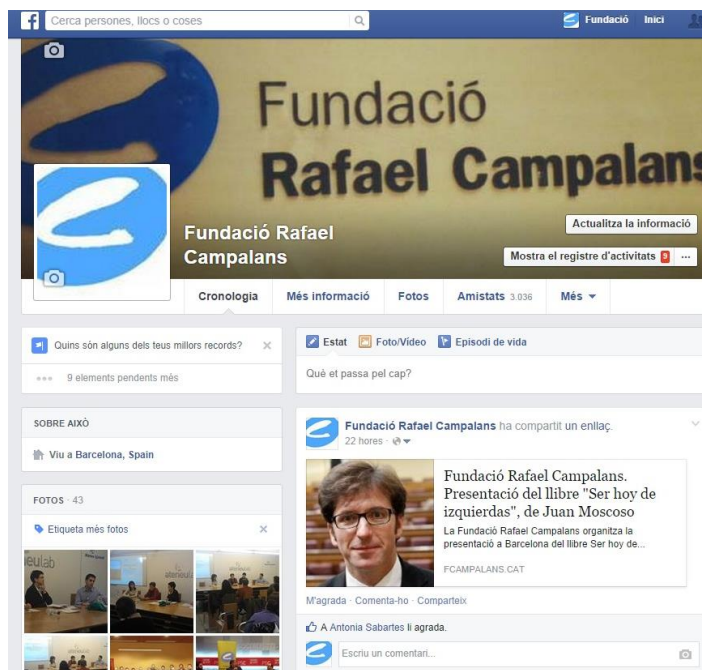 Cerca persones, llocs o coses
Fundació
Inici
Fundació
Rafael Campalans
Fundació Rafael
Campalans
Actualitza la informació
Mostra el registre d'activitats 9 ...
Cronologia
Més informació
Fotos
Amistats 3.036
Més
Quins són alguns dels teus millors records?
9 elements pendents més
SOBRE AIXÒ
Viu a Barcelona, Spain
FOTOS · 43
Etiqueta més fotos
Estat
Foto/Vídeo
Episodi de vida
Què et passa pel cap?
Fundació Rafael Campalans ha compartit un enllaç.
22 hores ·
Fundació Rafael Campalans.
Presentació del llibre "Ser hoy de
izquierdas", de Juan Moscoso
La Fundació Rafael Campalans organitza la
presentació a Barcelona del llibre Ser hoy de...
FCAMPALANS.CAT
M'agrada · Comenta-ho · Comparteix
A Antonia Sabartes li agrada.
Escriu un comentari...